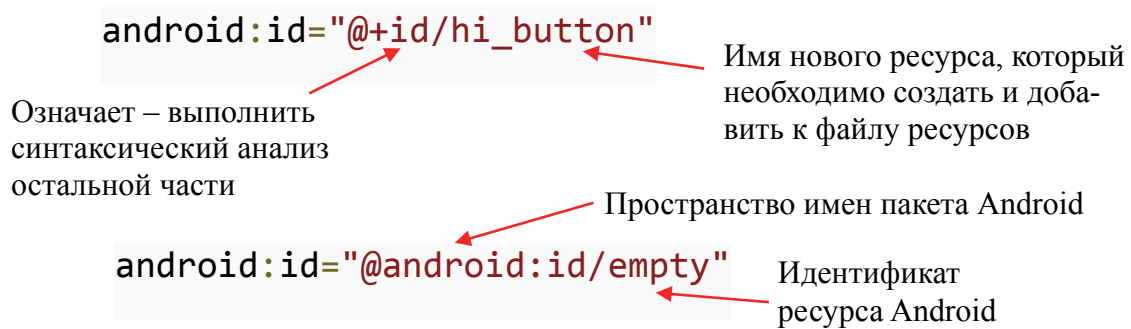 android:id="@+id/hi_button"
Имя нового ресурса, который
необходимо создать и доба-
вить к файлу ресурсов
Означает – выполнить
синтаксический анализ
остальной части
Пространство имен пакета Android
android:id="@android:id/empty"
Идентификат
ресурса Android